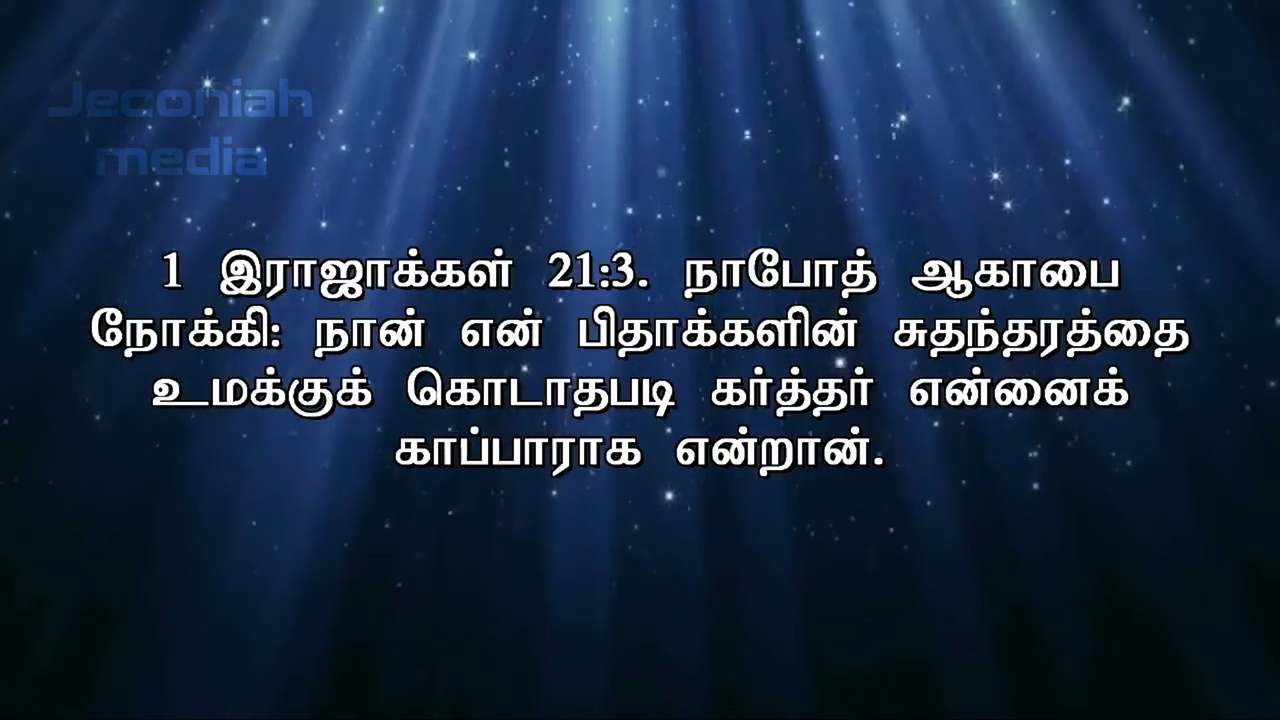 Jeconiah
media
1 இராஜாக்கள் 21:3. நாபோத் ஆகாபை
நோக்கி: நான் என் பிதாக்களின் சுதந்தரத்தை
உமக்குக் கொடாதபடி கர்த்தர் என்னைக்
காப்பாராக என்றான்.